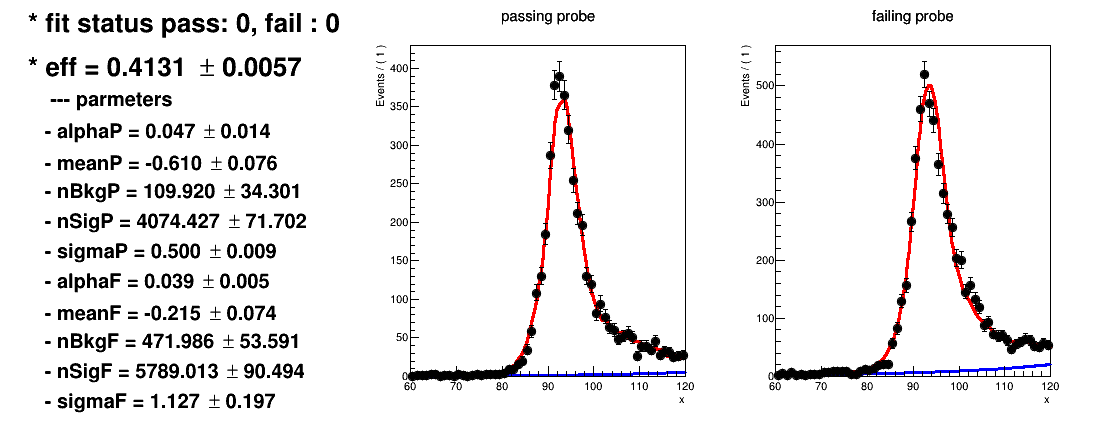 * fit status pass: 0, fail : 0
* eff = 0.4131 ± 0.0057
--- parmeters
- alphaP = 0.047 ± 0.014
- meanP = -0.610 ± 0.076
- nBkgP = 109.920 ± 34.301
- nSigP = 4074.427 ± 71.702
- sigmaP = 0.500 ± 0.009
- alphaF = 0.039 ± 0.005
- meanF = -0.215 ± 0.074
- nBkgF = 471.986 ± 53.591
- nSigF = 5789.013 ± 90.494
- sigmaF = 1.127 ± 0.197
passing probe
Events / ( 1 )
400
350
300
250
200
150
100
50
0
60 70 80 90 100 110 120
x
failing probe
Events / ( 1 )
500
400
300
200
100
0
60 70 80 90 100 110 120
x